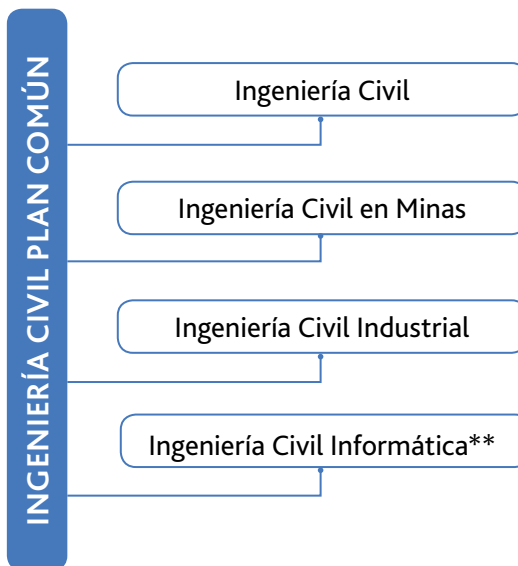 INGENIERÍA CIVIL PLAN COMÚN
Ingeniería Civil
Ingeniería Civil en Minas
Ingeniería Civil Industrial
Ingeniería Civil Informática**